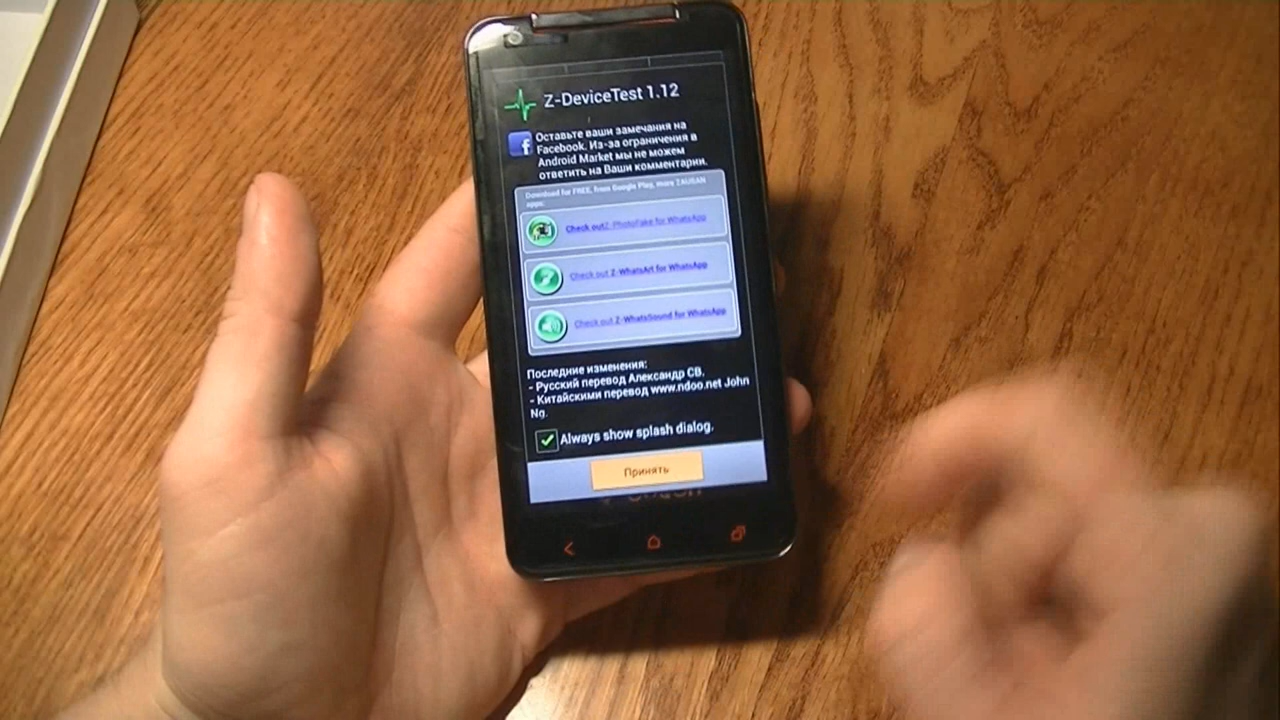 Z-DeviceTest 1.12
Оставьте ваши замечания на
Facebook. Из-за ограничения в
Android Market мы не можем
ответить на Ваши комментарии.
Download for FREE, from Google Play, more ZAUSAN
apps:
Check outZ-PhotoFake for WhatsApp
Check out Z-WhatsArt for WhatsApp
Check out Z-WhatsSound for WhatsApp
Последние изменения:
- Русский перевод Александр СВ.
- Китайскими перевод www.ndoo.net John
Ng.
Always show splash dialog.
Принять